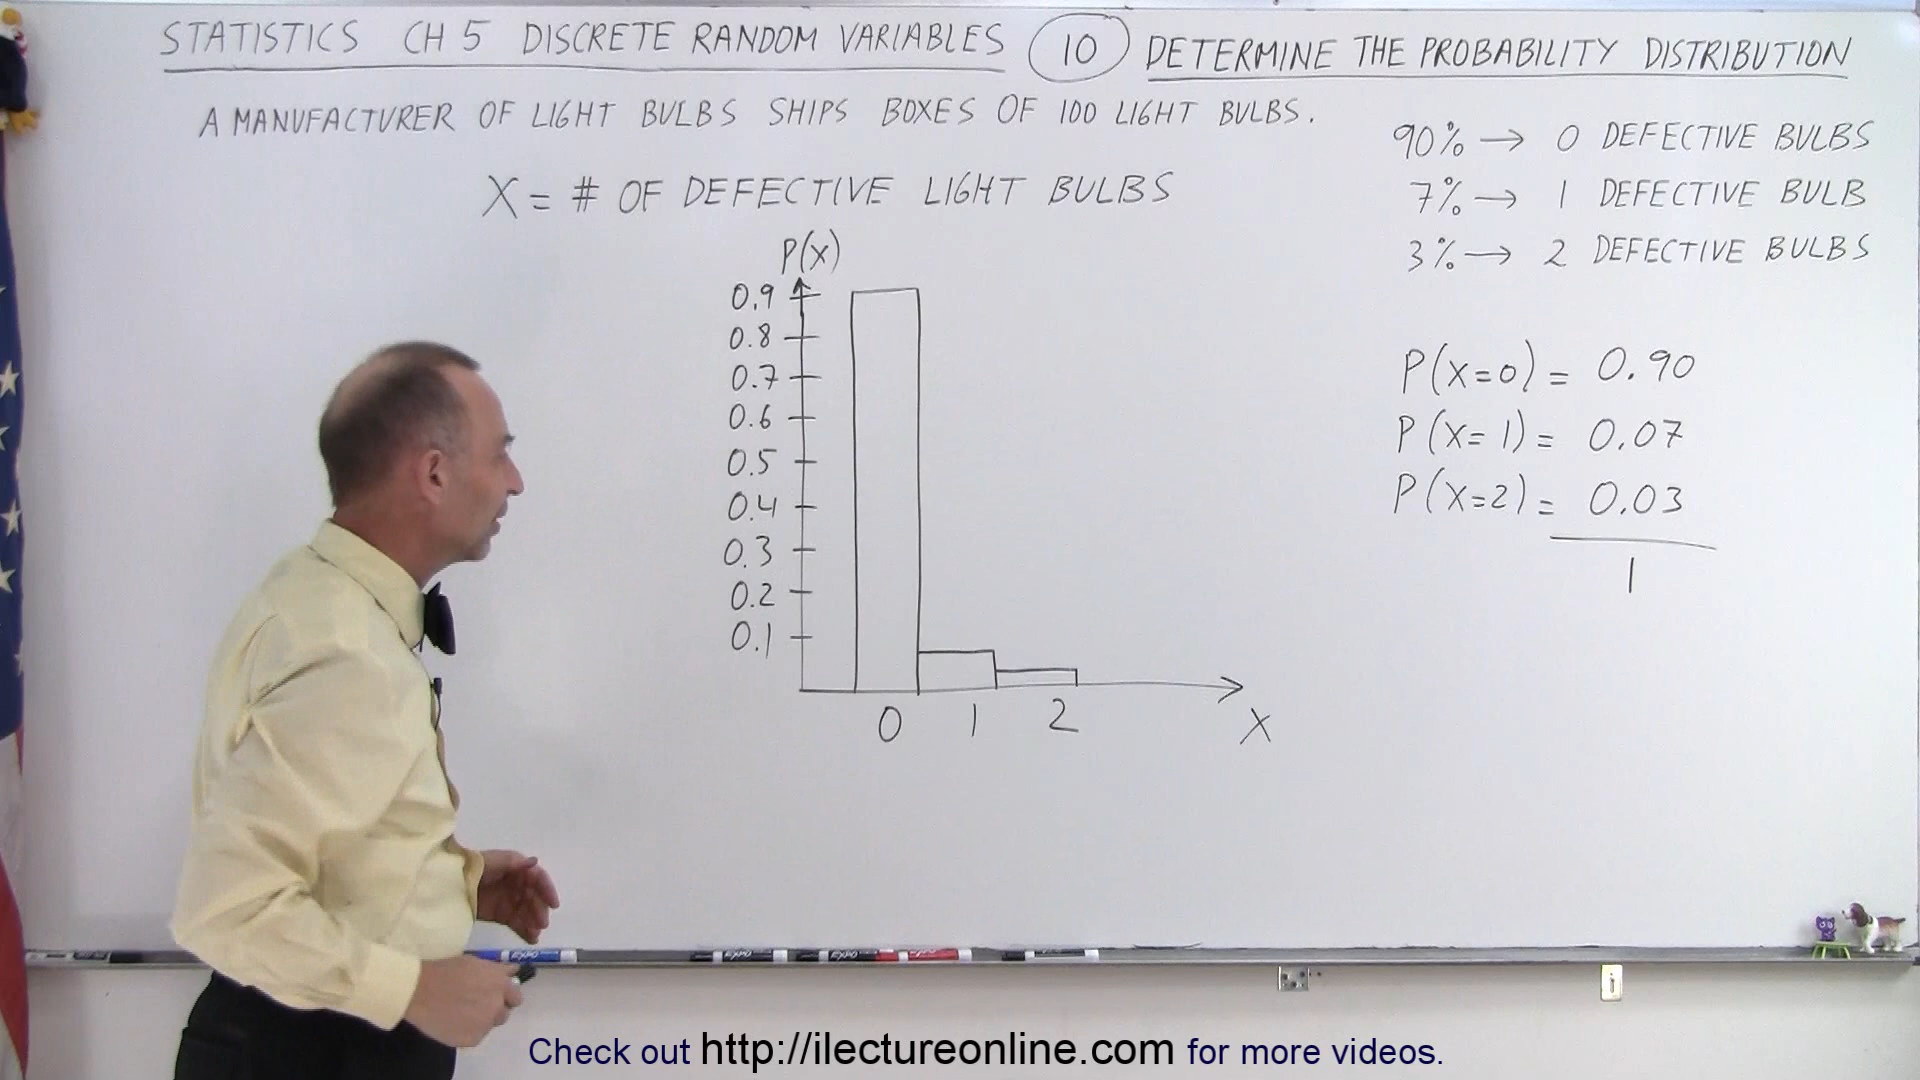 STATISTICS CH 5 DISCRETE RANDOM VARIABLES 10 DETERMINE THE PROBABILITY DISTRIBUTION
A MANUFACTURER OF LIGHT BULBS SHIPS BOXES OF 100 LIGHT BULBS.
90% → 0 DEFECTIVE BULBS
7% → 1 DEFECTIVE BULB
3% → 2 DEFECTIVE BULBS
X = # OF DEFECTIVE LIGHT BULBS
P(X)
0.9
0.8
0.7
0.6
0.5
0.4
0.3
0.2
0.1
0 1 2 X
P(X=0) = 0.90
P(X=1) = 0.07
P(X=2) = 0.03
1
Check out http://ilectureonline.com for more videos.